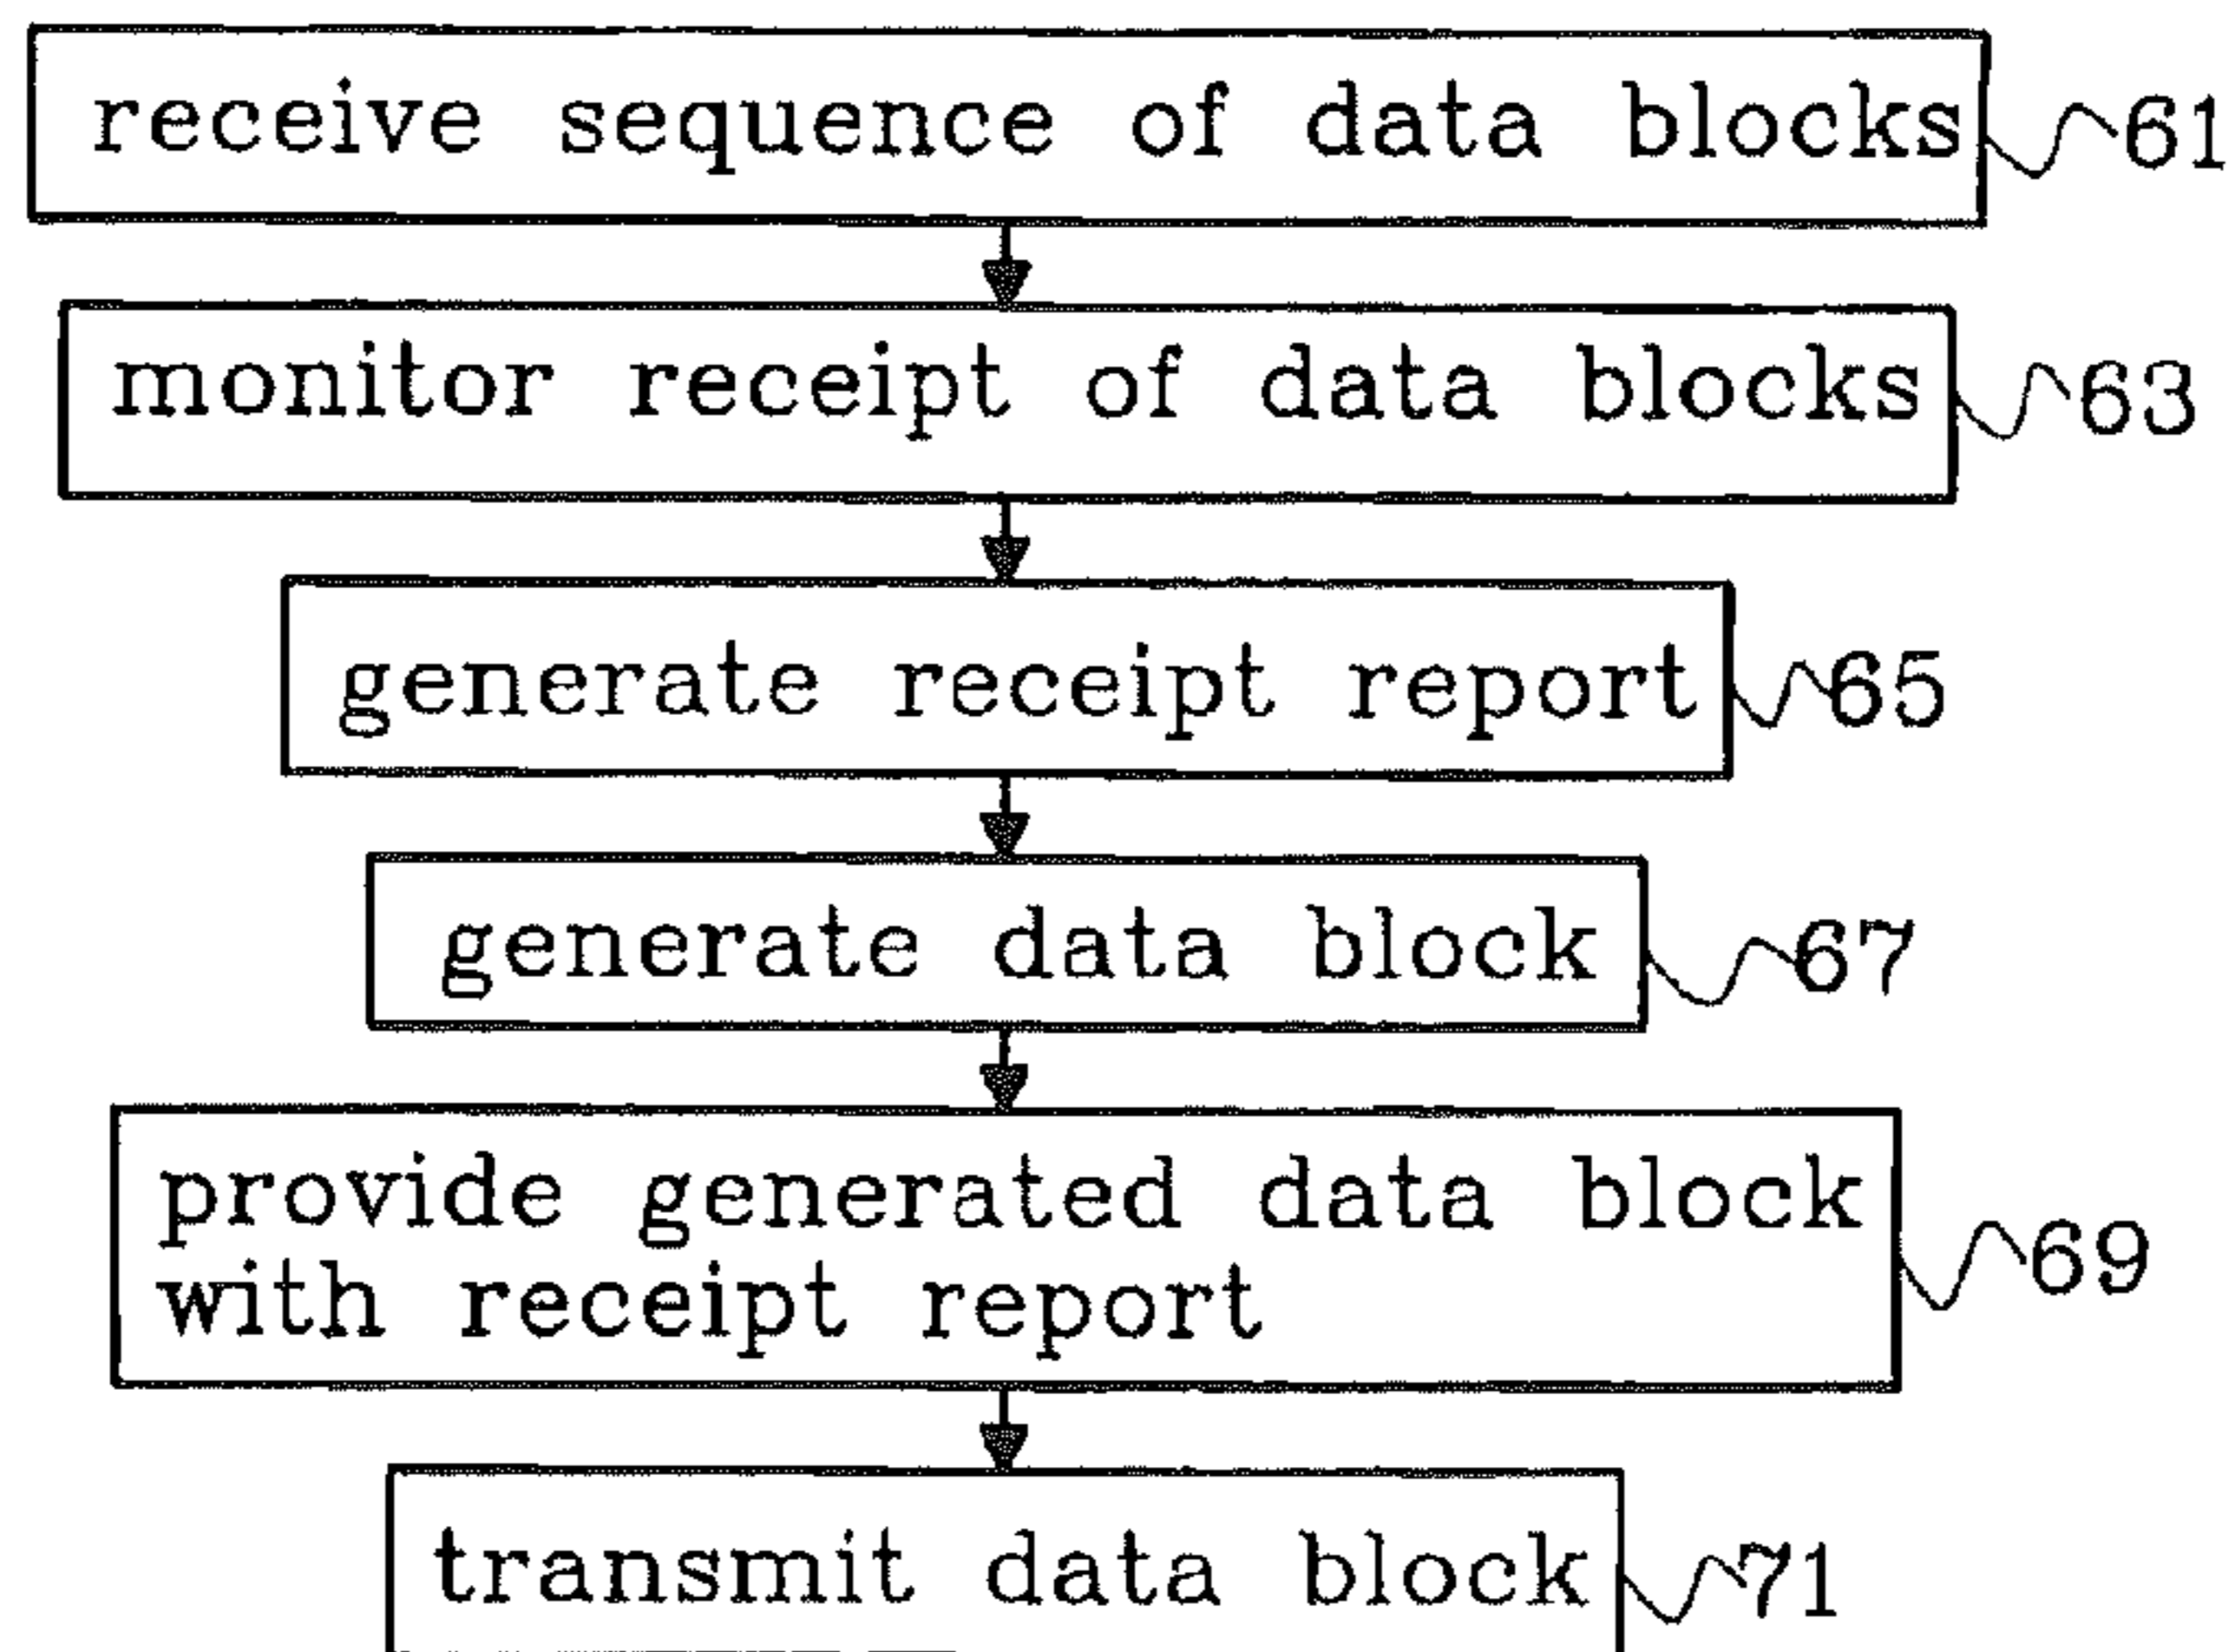 receive sequence of data blocks 61
monitor receipt of data blocks 63
generate receipt report 65
generate data block 67
provide generated data block
with receipt report 69
transmit data block 71